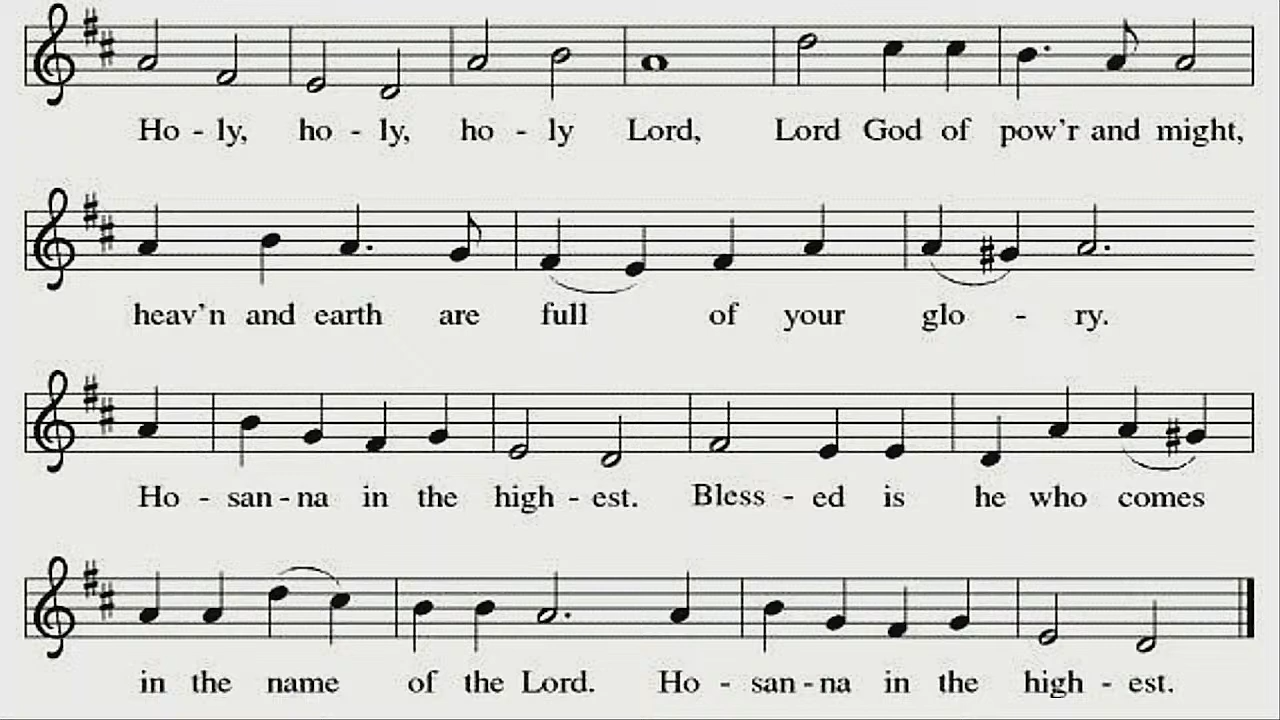 Ho - ly, ho - ly, ho - ly Lord, Lord God of pow'r and might,
heav'n and earth are full of your glo - ry.
Ho - san - na in the high - est. Bless - ed is he who comes
in the name of the Lord. Ho - san - na in the high - est.